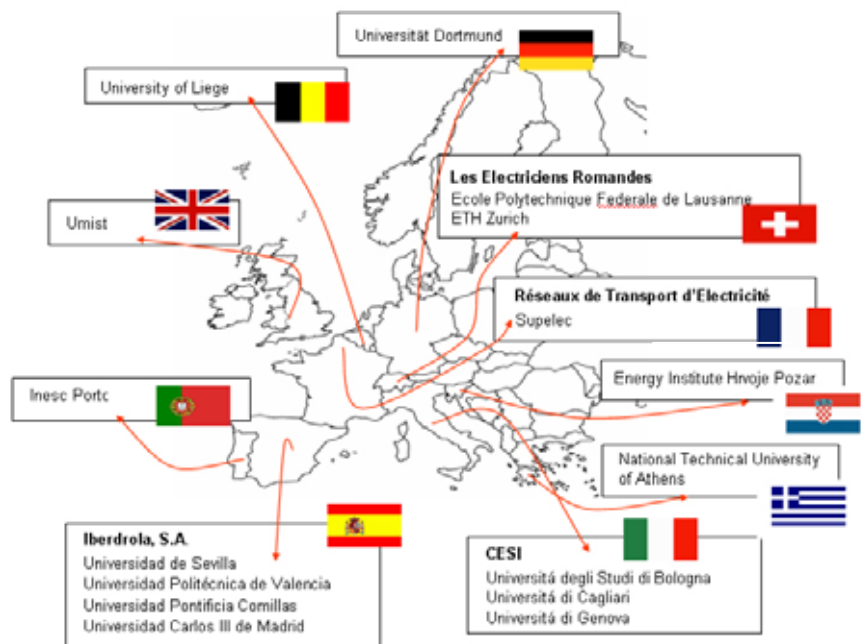 Universität Dortmund
University of Liege
Les Electriciens Romandes
Ecole Polytechnique Federale de Lausanne
ETH Zurich
Umist
Réseaux de Transport d'Electricité
Supelec
Energy Institute Hrvoje Pozar
Inesc Porto
National Technical University
of Athens
Iberdrola, S.A.
Universidad de Sevilla
Universidad Politécnica de Valencia
Universidad Pontificia Comillas
Universidad Carlos III de Madrid
CESI
Universitá degli Studi di Bologna
Universitá di Cagliari
Universitá di Genova